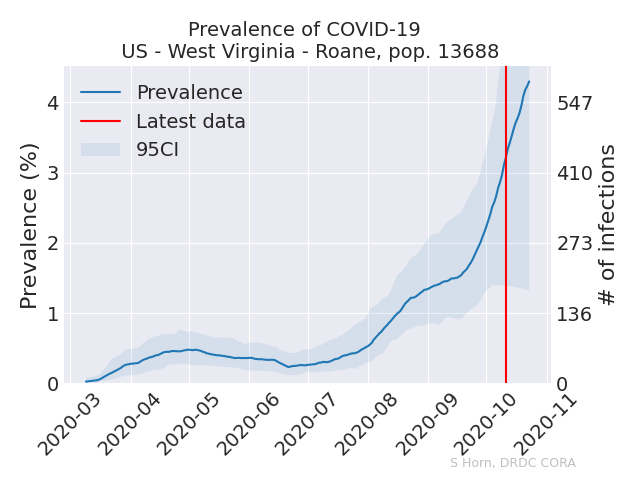 Prevalence of COVID-19
US - West Virginia - Roane, pop. 13688
Prevalence
Latest data
95CI
Prevalence (%)
4
3
2
1
0
# of infections
547
410
273
136
0
2020-03
2020-04
2020-05
2020-06
2020-07
2020-08
2020-09
2020-10
2020-11
S Horn, DRDC CORA